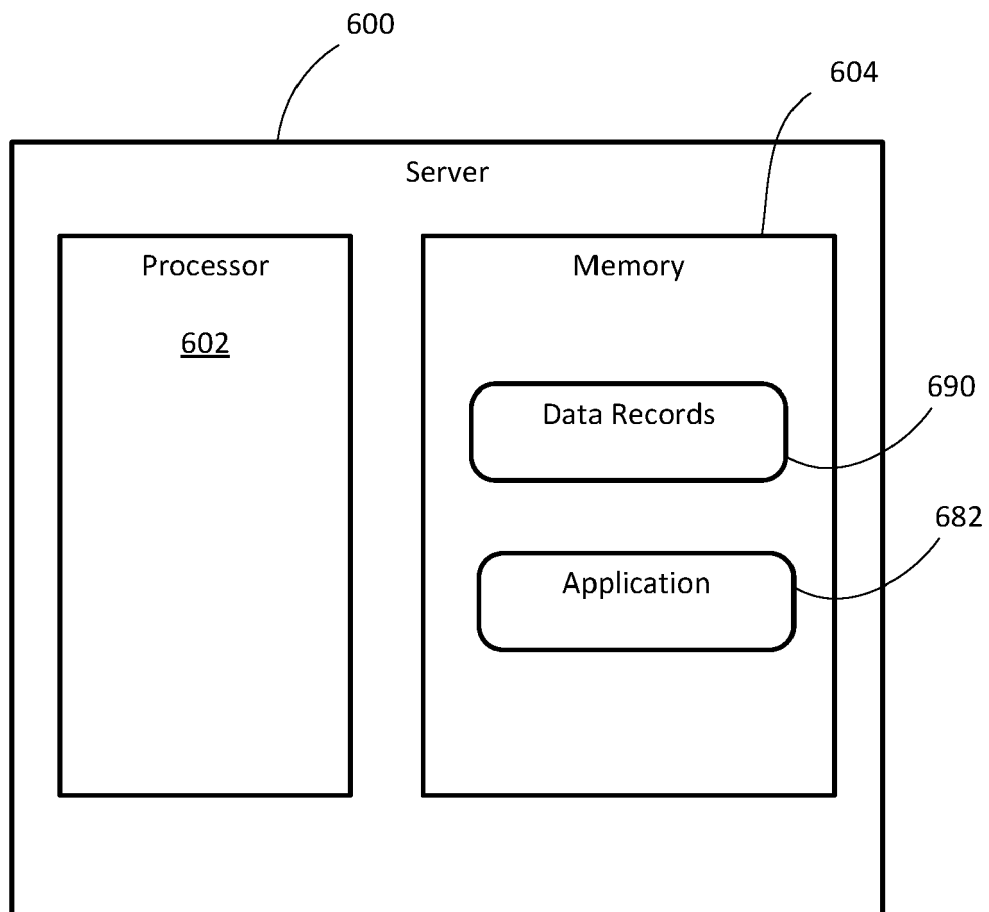 600
604
Server
Processor
Memory
602
690
Data Records
682
Application